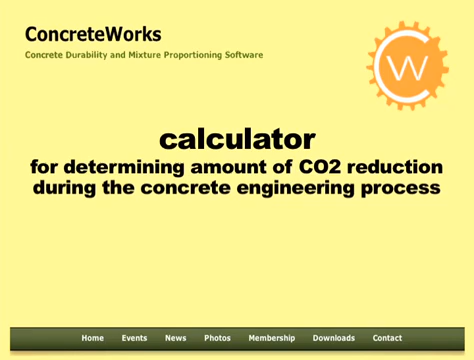 ConcreteWorks
Concrete Durability and Mixture Proportioning Software
CW
calculator
for determining amount of CO2 reduction
during the concrete engineering process
Home Events News Photos Membership Downloads Contact